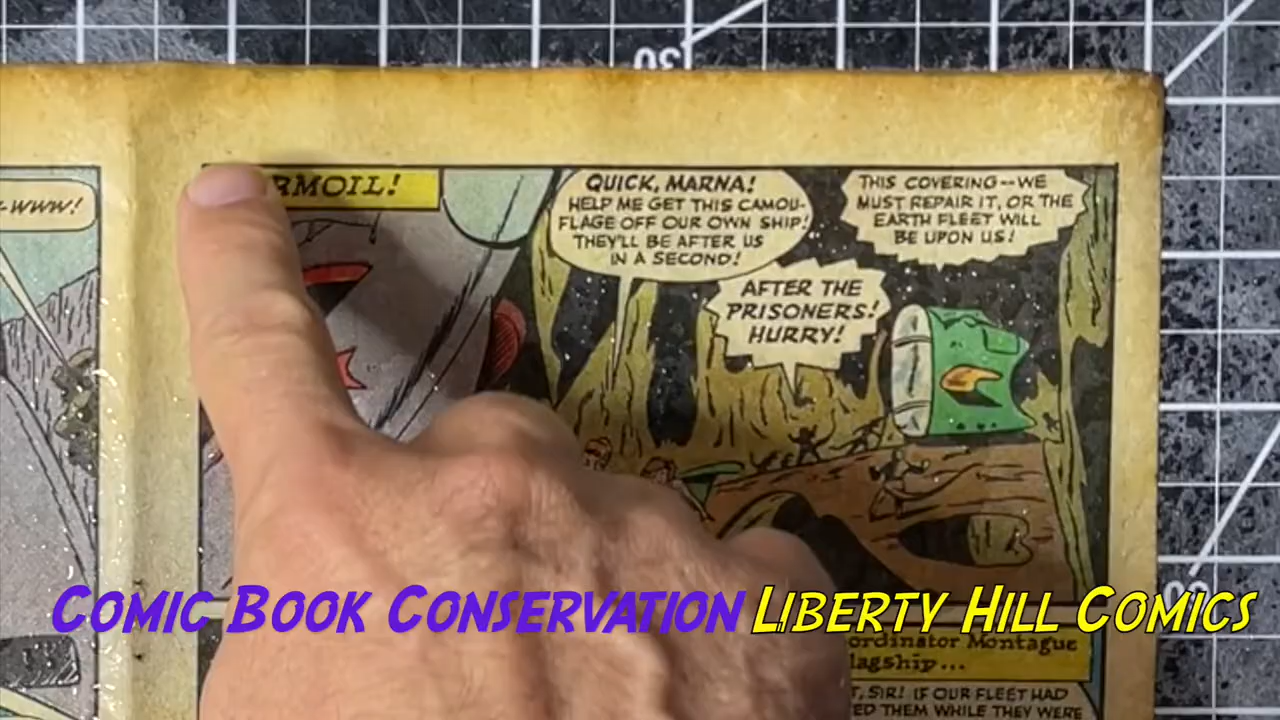 -WWW!
RMOIL!
QUICK, MARNA!
HELP ME GET THIS CAMOU-
FLAGE OFF OUR OWN SHIP!
THEY'LL BE AFTER US
IN A SECOND!
THIS COVERING--WE
MUST REPAIR IT, OR THE
EARTH FLEET WILL
BE UPON US!
AFTER THE
PRISONERS!
HURRY!
COMIC BOOK CONSERVATION LIBERTY HILL COMICS
ordinator Montague
lagship...
T, SIR! IF OUR FLEET HAD
ED THEM WHILE THEY WERE